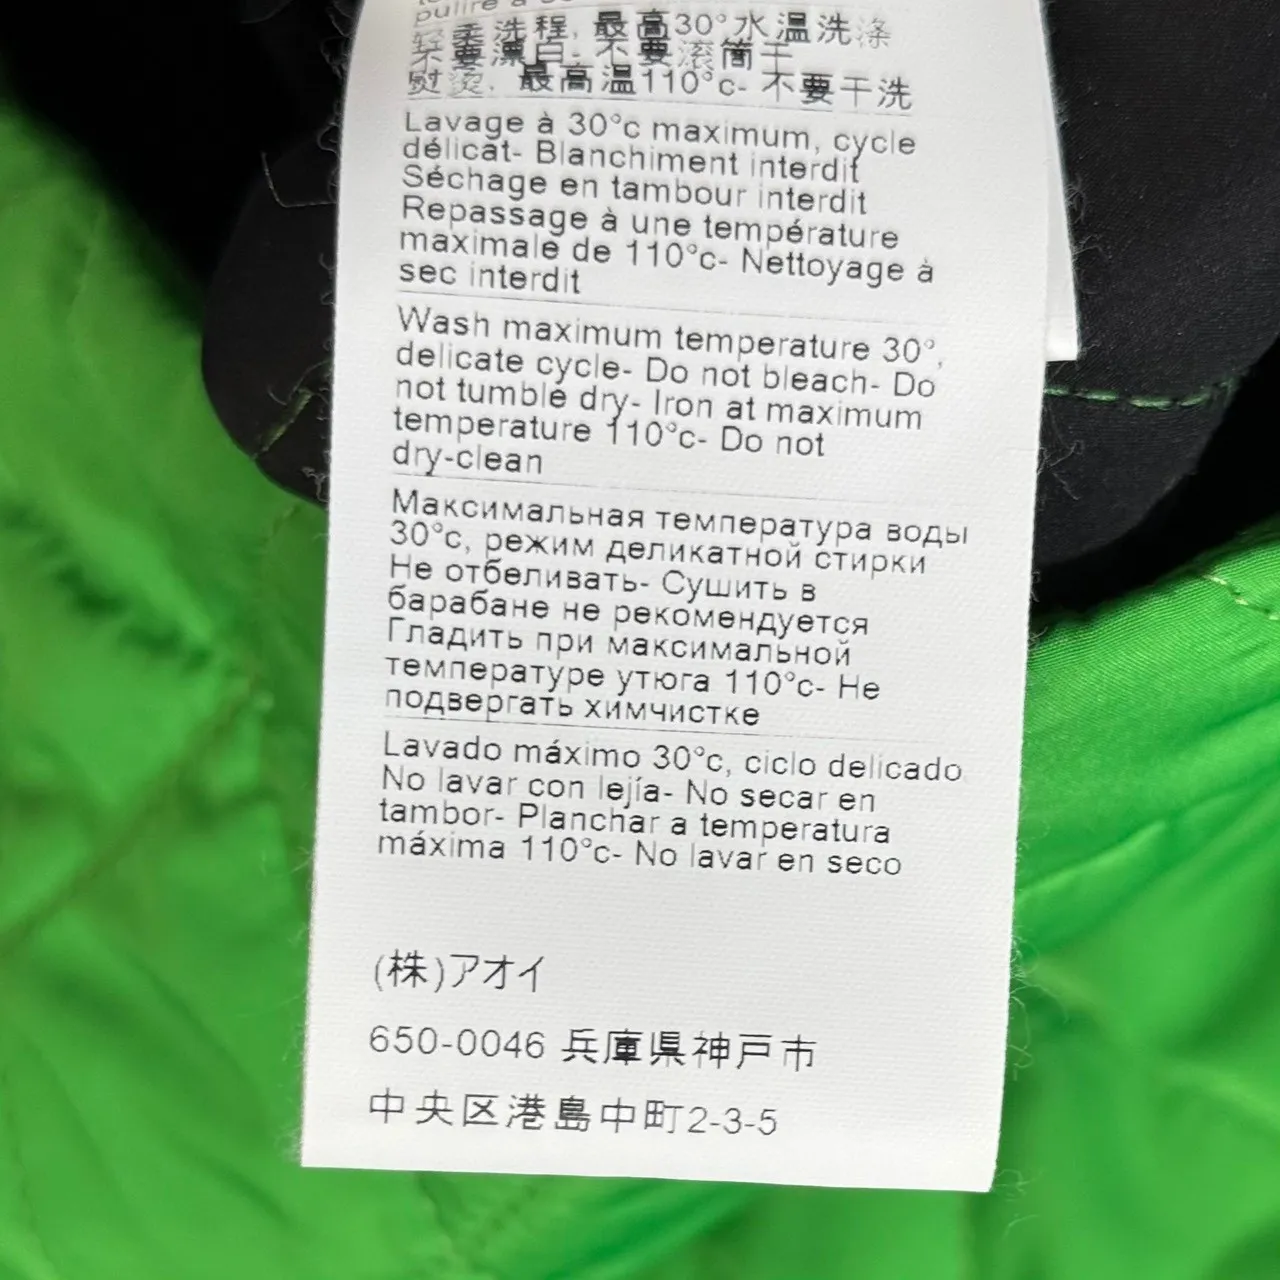 pulire a
轻柔洗程, 最高30°水温洗涤
不要漂白- 不要滚筒干
熨烫, 最高温110°c- 不要干洗
Lavage à 30°c maximum, cycle
délicat- Blanchiment interdit
Séchage en tambour interdit
Repassage à une température
maximale de 110°c- Nettoyage à
sec interdit
Wash maximum temperature 30°,
delicate cycle- Do not bleach- Do
not tumble dry- Iron at maximum
temperature 110°c- Do not
dry-clean
Максимальная температура воды
30°c, режим деликатной стирки
Не отбеливать- Сушить в
барабане не рекомендуется
Гладить при максимальной
температуре утюга 110°c- Не
подвергать химчистке
Lavado máximo 30°c, ciclo delicado
No lavar con lejía- No secar en
tambor- Planchar a temperatura
máxima 110°c- No lavar en seco
(株)アオイ
650-0046 兵庫県神戸市
中央区港島中町2-3-5